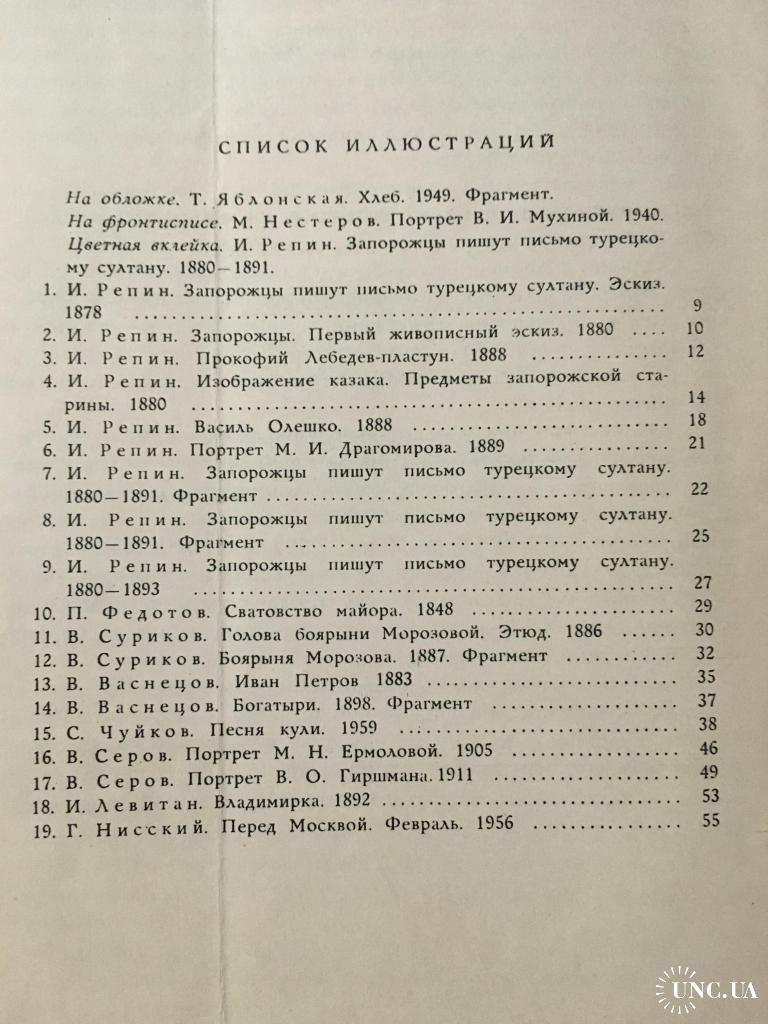 СПИСОК ИЛЛЮСТРАЦИЙ
На обложке. Т. Яблонская. Хлеб. 1949. Фрагмент.
На фронтисписе. М. Нестеров. Портрет В. И. Мухиной. 1940.
Цветная вклейка. И. Репин. Запорожцы пишут письмо турецко-
му султану. 1880—1891.
1. И. Репин. Запорожцы пишут письмо турецкому султану. Эскиз.
1878 .......... 9
2. И. Репин. Запорожцы. Первый живописный эскиз. 1880 .... 10
3. И. Репин. Прокофий Лебедев-пластун. 1888 .......... 12
4. И. Репин. Изображение казака. Предметы запорожской ста-
рины. 1880 .......... 14
5. И. Репин. Василь Олешко. 1888 .......... 18
6. И. Репин. Портрет М. И. Драгомирова. 1889 .......... 21
7. И. Репин. Запорожцы пишут письмо турецкому султану.
1880—1891. Фрагмент .......... 22
8. И. Репин. Запорожцы пишут письмо турецкому султану.
1880—1891. Фрагмент .......... 25
9. И. Репин. Запорожцы пишут письмо турецкому султану.
1880—1893 .......... 27
10. П. Федотов. Сватовство майора. 1848 .......... 29
11. В. Суриков. Голова боярыни Морозовой. Этюд. 1886 ...... 30
12. В. Суриков. Боярыня Морозова. 1887. Фрагмент .......... 32
13. В. Васнецов. Иван Петров 1883 .......... 35
14. В. Васнецов. Богатыри. 1898. Фрагмент .......... 37
15. С. Чуйков. Песня кули. 1959 .......... 38
16. В. Серов. Портрет М. Н. Ермоловой. 1905 .......... 46
17. В. Серов. Портрет В. О. Гиршмана. 1911 .......... 49
18. И. Левитан. Владимирка. 1892 .......... 53
19. Г. Нисский. Перед Москвой. Февраль. 1956 .......... 55
UNC.UA